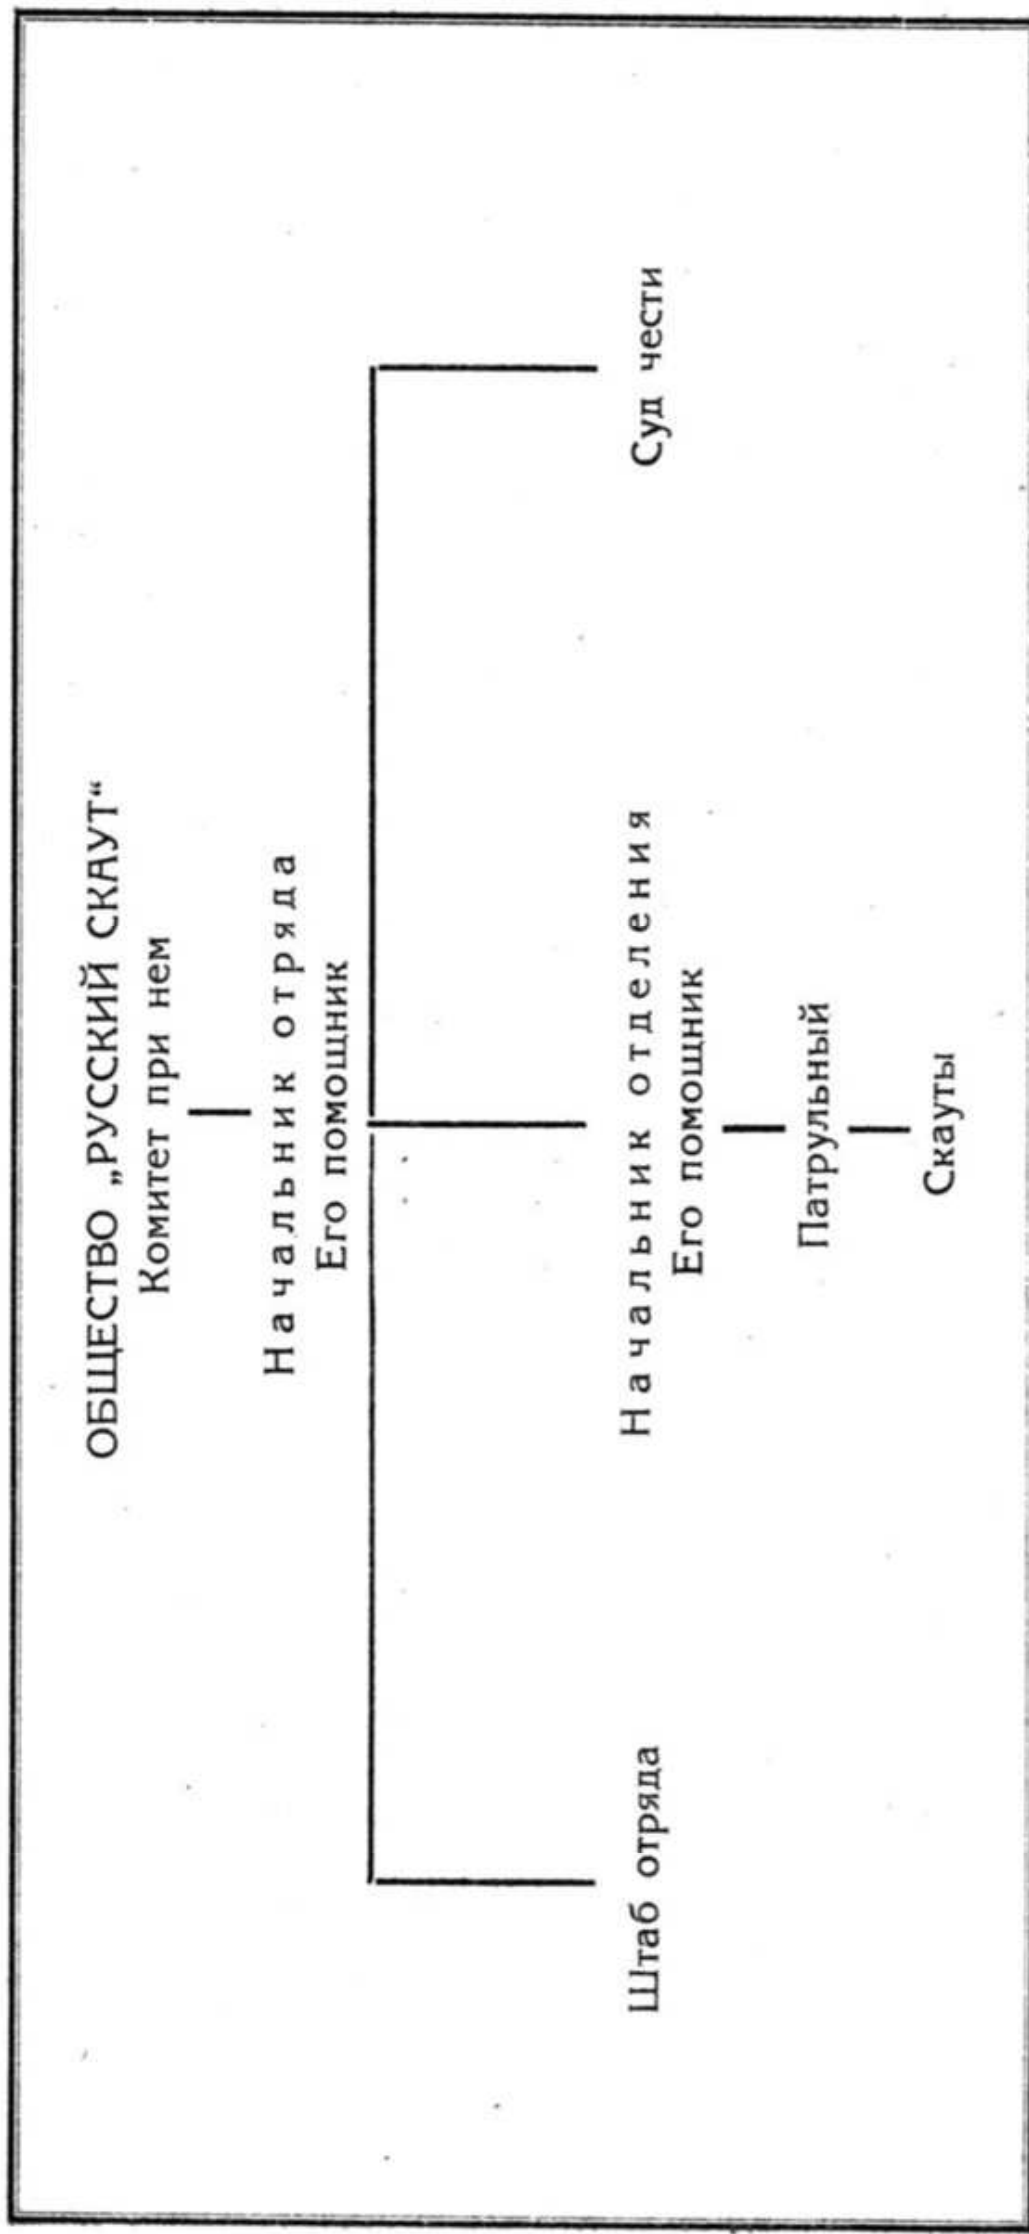 ОБЩЕСТВО „РУССКИЙ СКАУТ“
Комитет при нем
Начальник отряда
Его помощник
Штаб отряда
Начальник отделения
Суд чести
Его помощник
Патрульный
Скауты